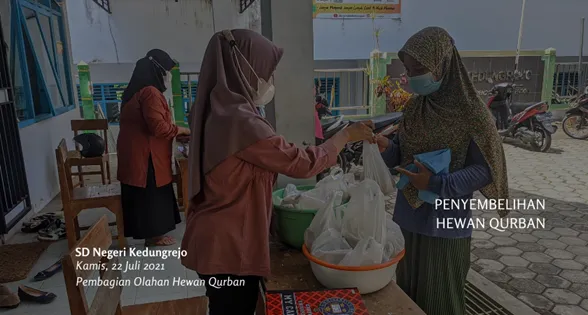 PENYEMBELIHAN
HEWAN QURBAN
SD Negeri Kedungrejo
Kamis, 22 Juli 2021
Pembagian Olahan Hewan Qurban